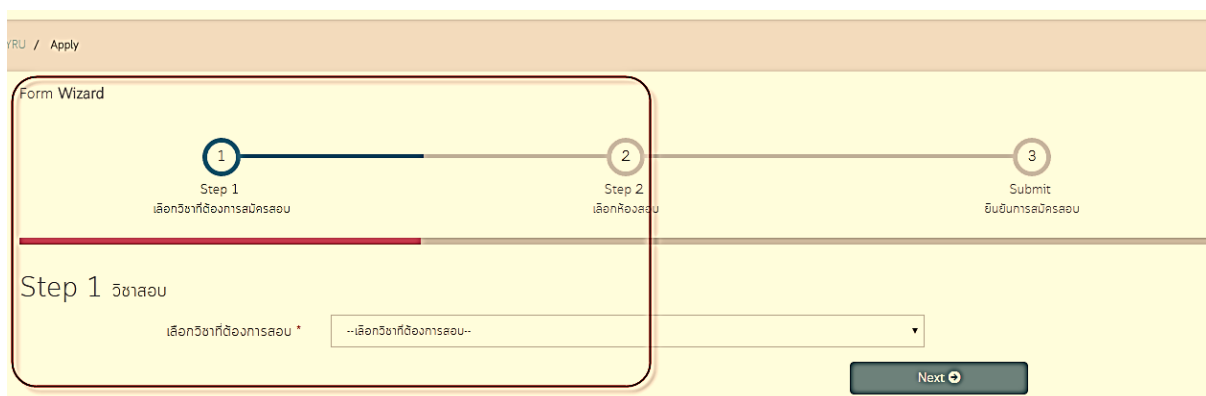 YRU / Apply
Form Wizard
1 2 3
Step 1 Step 2 Submit
เลือกวิชาที่ต้องการสมัครสอบ เลือกห้องสอบ ยืนยันการสมัครสอบ
Step 1 วิชาสอบ
เลือกวิชาที่ต้องการสอบ * --เลือกวิชาที่ต้องการสอบ--
Next